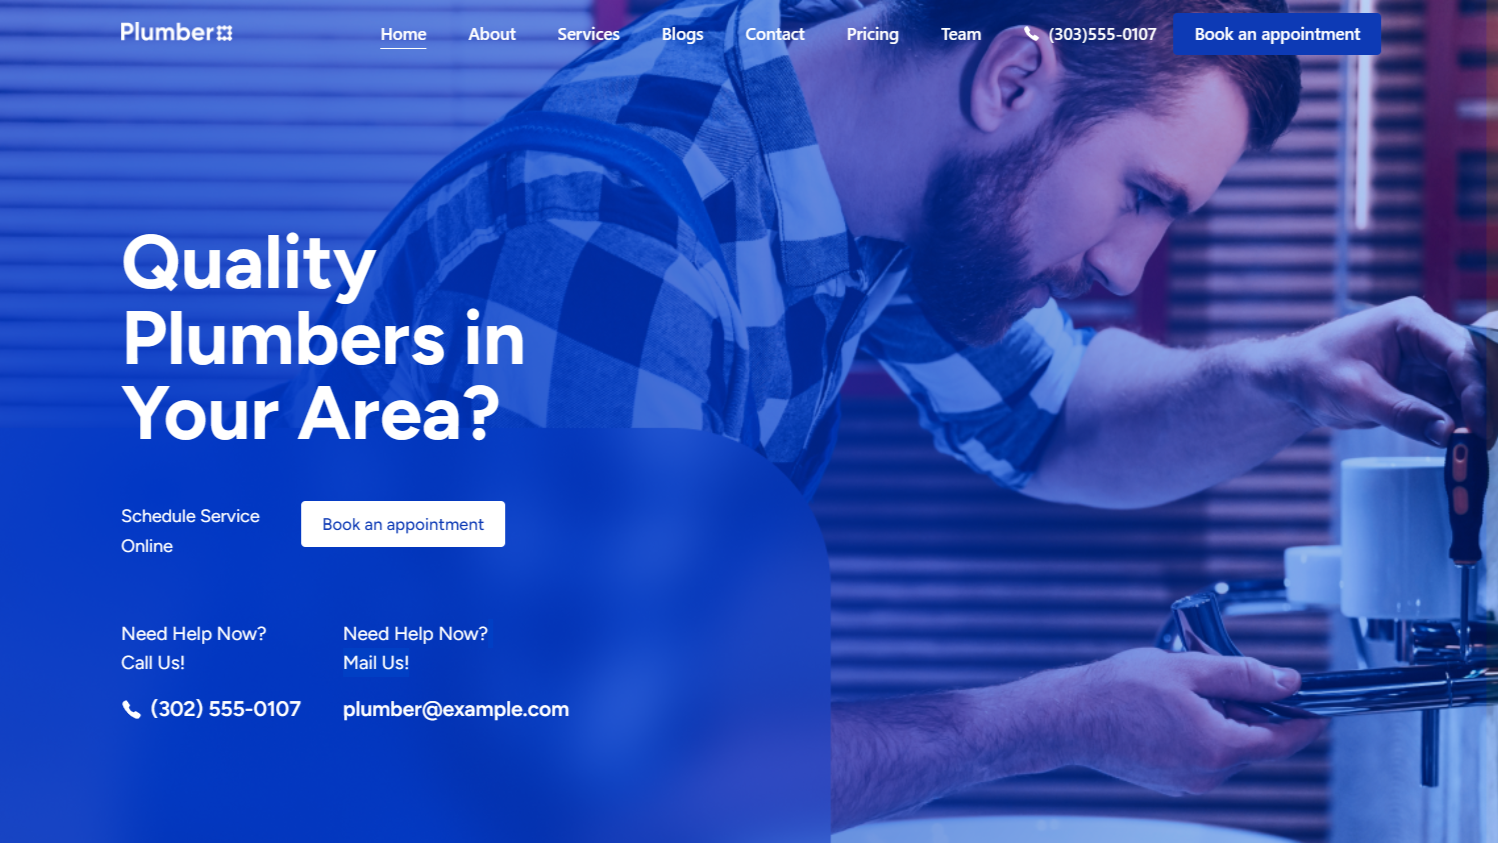 Plumber
Home About Services Blogs Contact Pricing Team (303)555-0107 Book an appointment
Quality
Plumbers in
Your Area?
Schedule Service
Online
Book an appointment
Need Help Now?
Call Us!
(302) 555-0107
Need Help Now?
Mail Us!
plumber@example.com